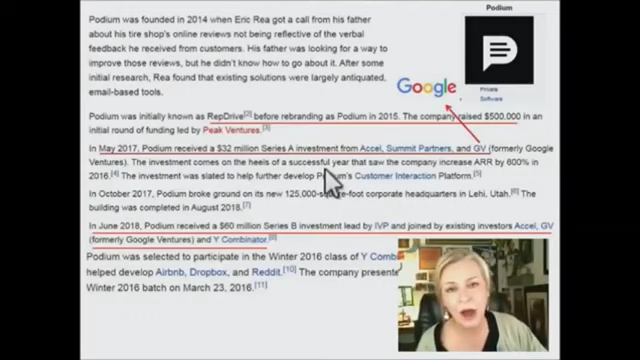 Podium
Podium was founded in 2014 when Eric Rea got a call from his father
about his tire shop's online reviews not being reflective of the verbal
feedback he received from customers. His father was looking for a way to
improve those reviews, but he didn't know how to go about it. After some
initial research, Rea found that existing solutions were largely antiquated,
email-based tools.
Google
Private
Software
Podium was initially known as RepDrive[2] before rebranding as Podium in 2015. The company raised $500,000 in an
initial round of funding led by Peak Ventures.[3]
In May 2017, Podium received a $32 million Series A investment from Accel, Summit Partners, and GV (formerly Google
Ventures). The investment comes on the heels of a successful year that saw the company increase ARR by 600% in
2016.[4] The investment was slated to help further develop Podium's Customer Interaction Platform.[5]
In October 2017, Podium broke ground on its new 125,000-square-foot corporate headquarters in Lehi, Utah.[6] The
building was completed in August 2018.[7]
In June 2018, Podium received a $60 million Series B investment lead by IVP and joined by existing investors Accel, GV
(formerly Google Ventures) and Y Combinator.[8]
Podium was selected to participate in the Winter 2016 class of Y Comb
helped develop Airbnb, Dropbox, and Reddit.[10] The company presente
Winter 2016 batch on March 23, 2016.[11]